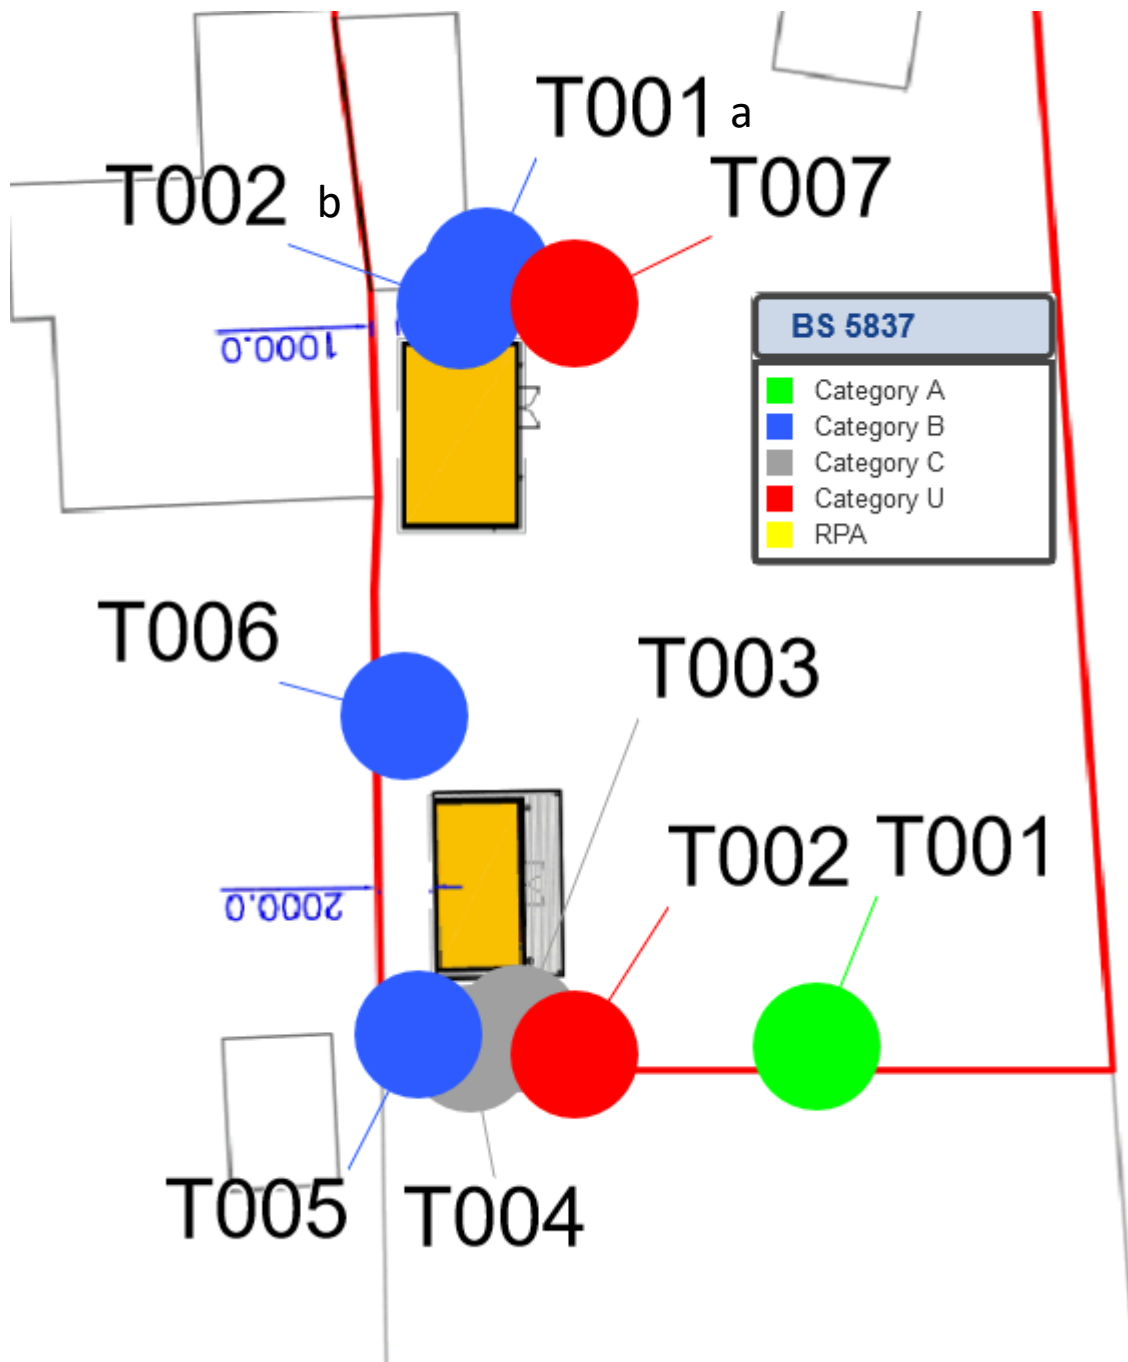 T001 a
T002 b
T007
1000.0
BS 5837
Category A
Category B
Category C
Category U
RPA
T006
T003
T002
T001
2000.0
T005
T004